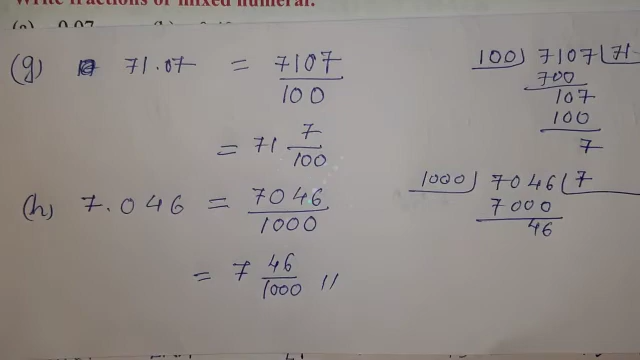 Write fractions or mixed numeral.
(g) 71.07 = 7107/100
= 71 7/100
100) 7107 (71
700
107
100
7
(h) 7.046 = 7046/1000
= 7 46/1000 //
1000) 7046 (7
7000
46